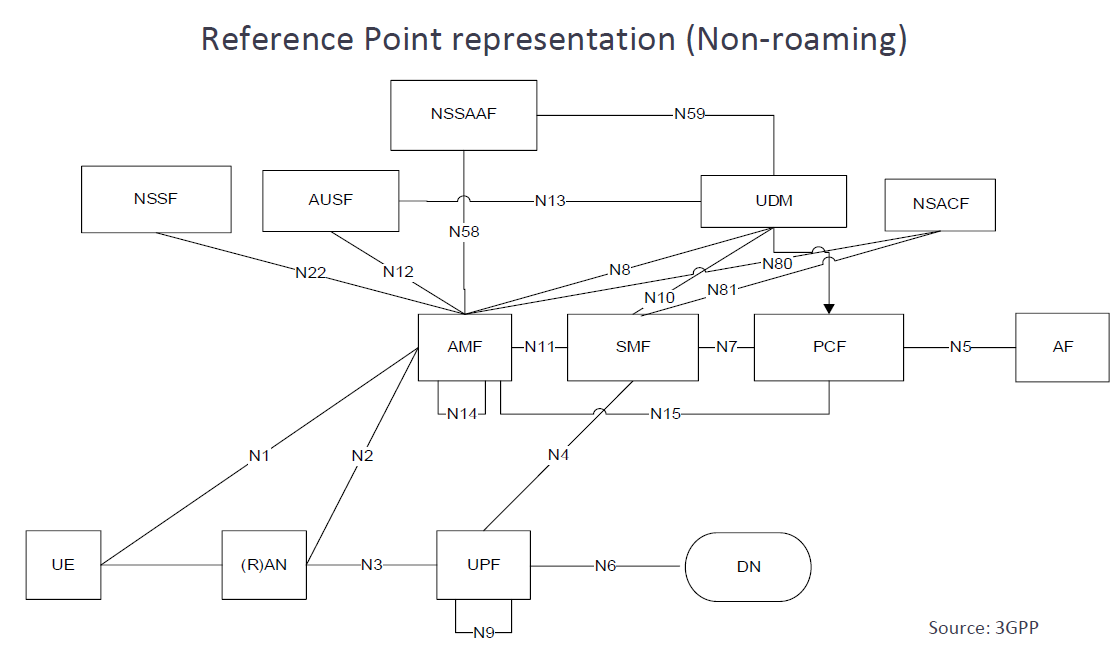 Reference Point representation (Non-roaming)
NSSAAF
N59
NSSF
AUSF
N13
UDM
NSACF
N58
N22
N12
N8
N80
N10
N81
AMF
N11
SMF
N7
PCF
N5
AF
N14
N15
N1
N2
N4
UE
(R)AN
N3
UPF
N6
DN
N9
Source: 3GPP